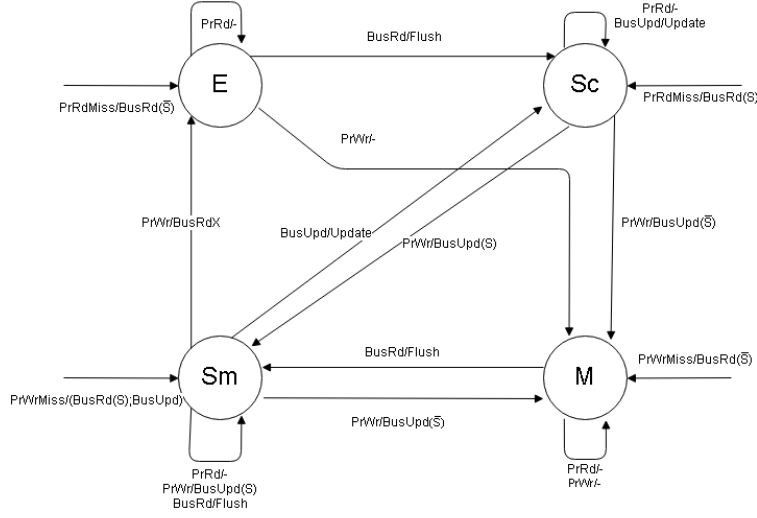 PrRd/-
PrRd/-
BusUpd/Update
BusRd/Flush
E
Sc
PrRdMiss/BusRd(S̅)
PrRdMiss/BusRd(S)
PrWr/-
PrWr/BusRdX
BusUpd/Update
PrWr/BusUpd(S)
PrWr/BusUpd(S̅)
BusRd/Flush
PrWrMiss/BusRd(S̅)
Sm
M
PrWrMiss/(BusRd(S);BusUpd)
PrWr/BusUpd(S̅)
PrRd/-
PrWr/BusUpd(S)
BusRd/Flush
PrRd/-
PrWr/-